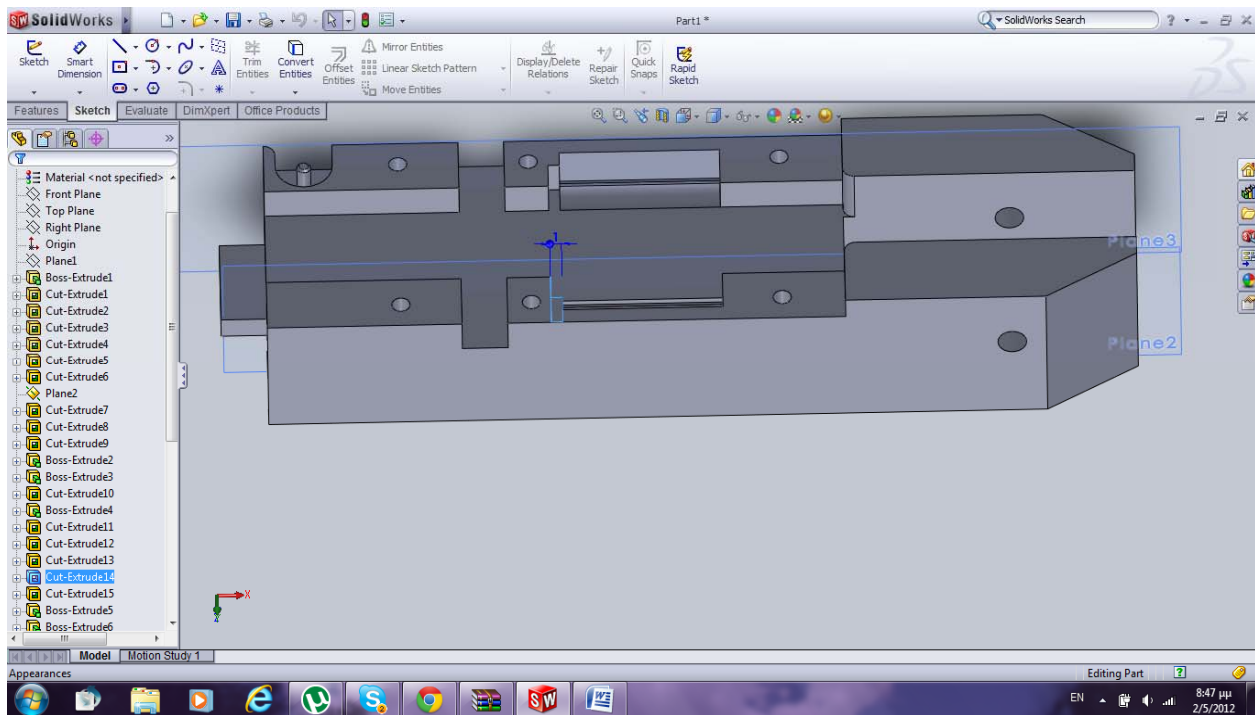 SolidWorks
Part1 *
SolidWorks Search
Sketch
Smart Dimension
Trim Entities
Convert Entities
Offset Entities
Mirror Entities
Linear Sketch Pattern
Move Entities
Display/Delete Relations
Repair Sketch
Quick Snaps
Rapid Sketch
Features Sketch Evaluate DimXpert Office Products
Material <not specified>
Front Plane
Top Plane
Right Plane
Origin
Plane1
Boss-Extrude1
Cut-Extrude1
Cut-Extrude2
Cut-Extrude3
Cut-Extrude4
Cut-Extrude5
Cut-Extrude6
Plane2
Cut-Extrude7
Cut-Extrude8
Cut-Extrude9
Boss-Extrude2
Boss-Extrude3
Cut-Extrude10
Boss-Extrude4
Cut-Extrude11
Cut-Extrude12
Cut-Extrude13
Cut-Extrude14
Cut-Extrude15
Boss-Extrude5
Boss-Extrude6
1
Plane3
Plane2
X
Z
Model Motion Study 1
Appearances
Editing Part
EN
8:47 μμ
2/5/2012